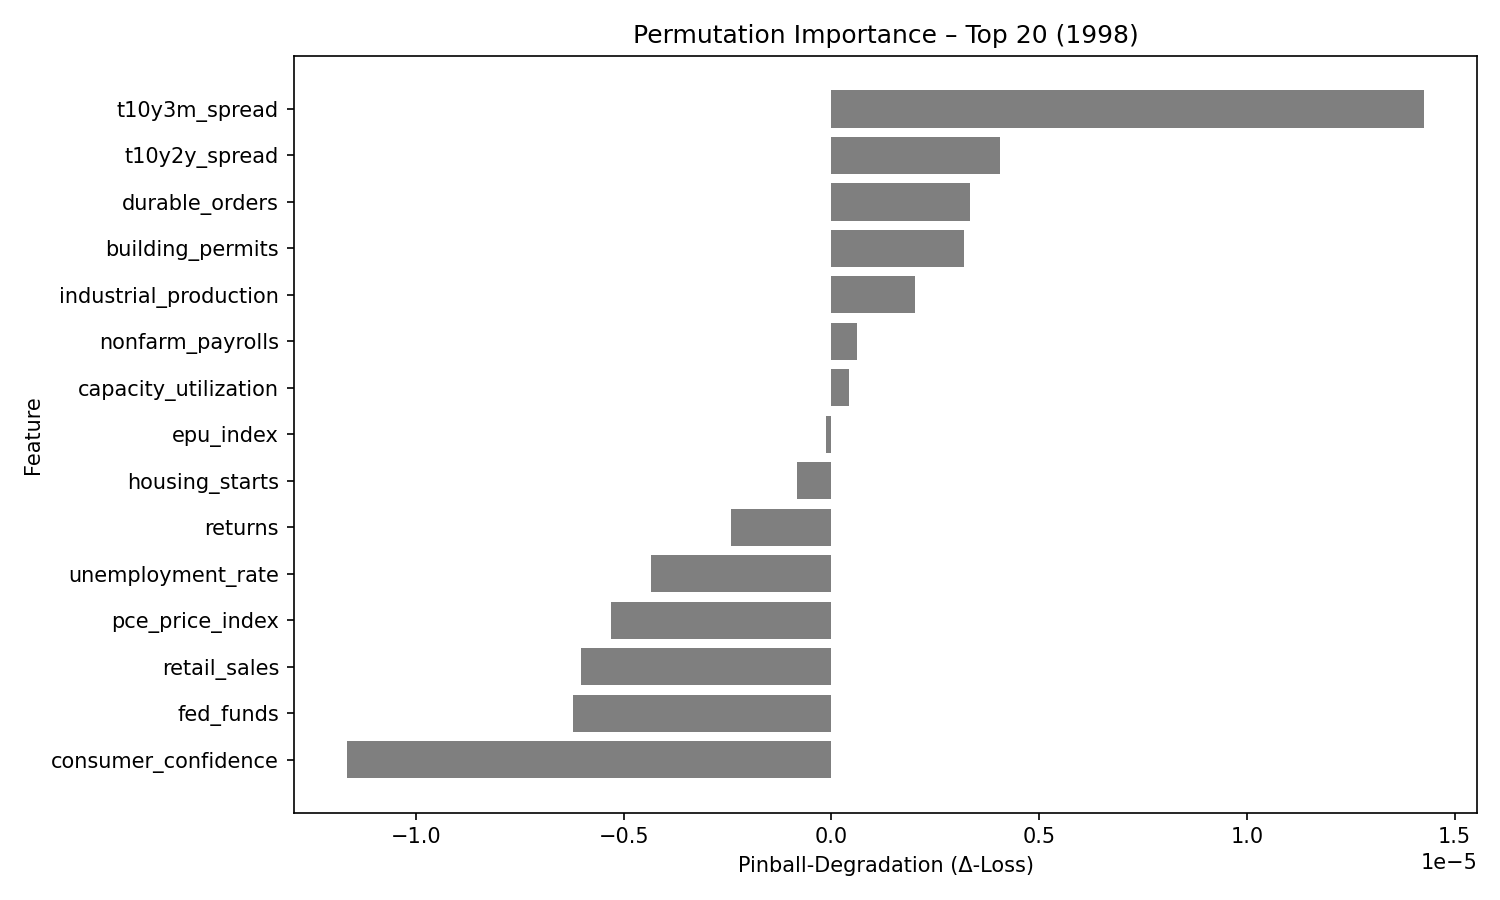 Permutation Importance – Top 20 (1998)
t10y3m_spread
t10y2y_spread
durable_orders
building_permits
industrial_production
nonfarm_payrolls
capacity_utilization
epu_index
housing_starts
returns
unemployment_rate
pce_price_index
retail_sales
fed_funds
consumer_confidence
Feature
−1.0 −0.5 0.0 0.5 1.0 1.5
1e−5
Pinball-Degradation (Δ-Loss)